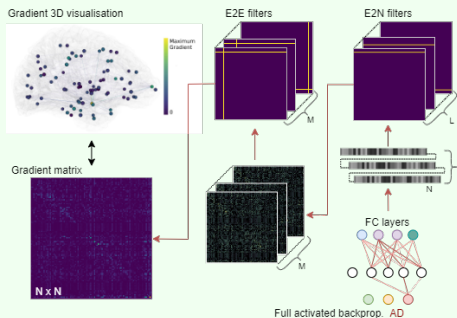 Gradient 3D visualisation
E2E filters
E2N filters
Maximum
Gradient
0
M
L
Gradient matrix
N
M
FC layers
N x N
Full activated backprop. AD